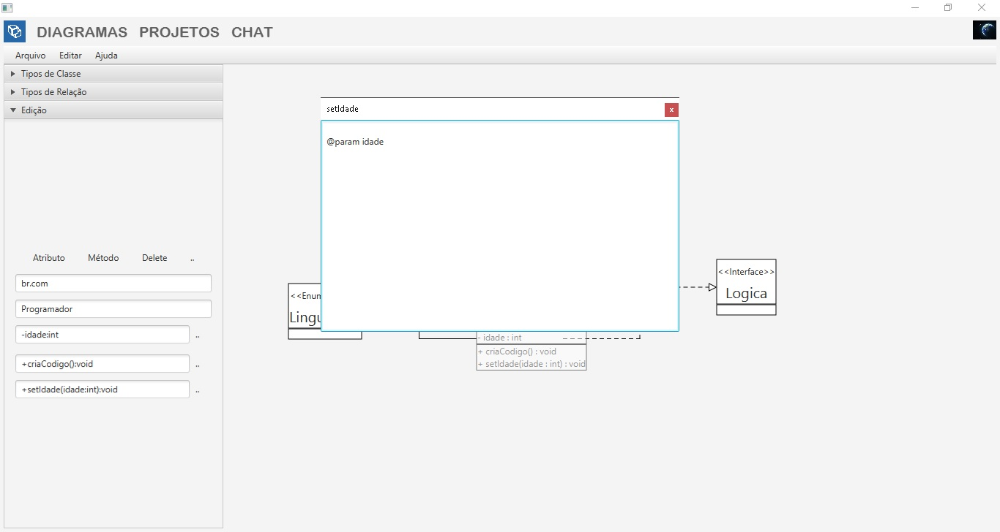 DIAGRAMAS PROJETOS CHAT
Arquivo Editar Ajuda
Tipos de Classe
Tipos de Relação
Edição
Atributo Método Delete ..
br.com
Programador
-idade:int ..
+criaCodigo():void ..
+setIdade(idade:int):void ..
setIdade x
@param idade
<<Enum
Lingu
- idade : int
+ criaCodigo() : void
+ setIdade(idade : int) : void
<<Interface>>
Logica